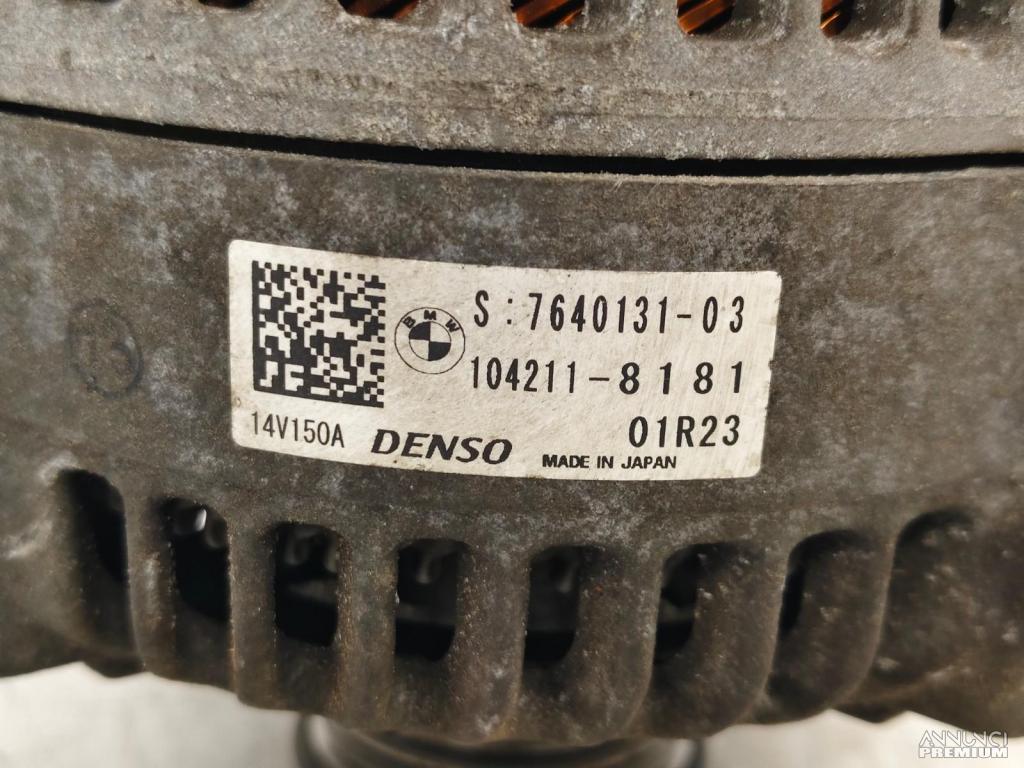 BMW
S:7640131-03
104211-8181
14V150A
DENSO
01R23
MADE IN JAPAN
ANNUNCI
PREMIUM